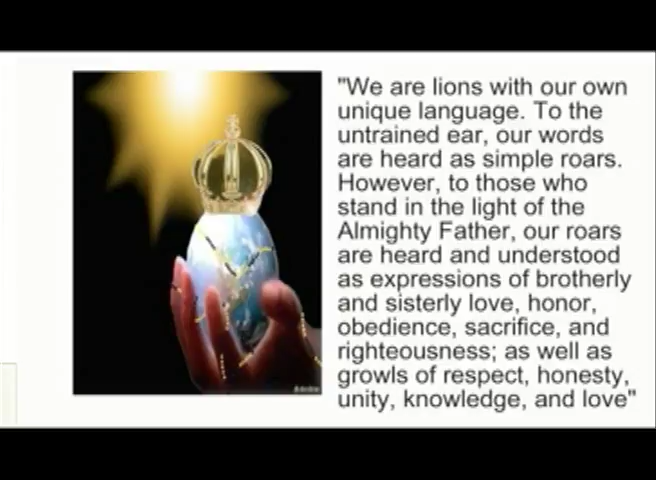 "We are lions with our own
unique language. To the
untrained ear, our words
are heard as simple roars.
However, to those who
stand in the light of the
Almighty Father, our roars
are heard and understood
as expressions of brotherly
and sisterly love, honor,
obedience, sacrifice, and
righteousness; as well as
growls of respect, honesty,
unity, knowledge, and love"